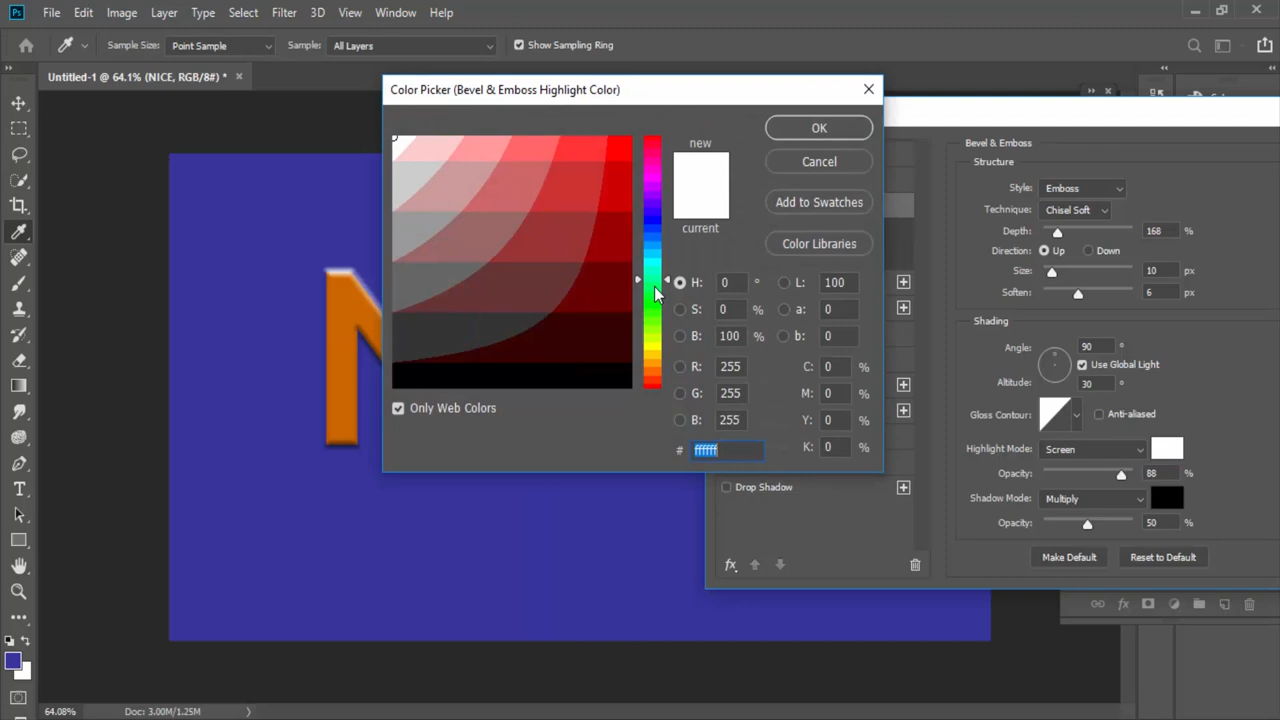 Ps File Edit Image Layer Type Select Filter 3D View Window Help
Sample Size: Point Sample Sample: All Layers Show Sampling Ring
Untitled-1 @ 64.1% (NICE, RGB/8#) * ×
Color Picker (Bevel & Emboss Highlight Color)
new
current
OK
Cancel
Add to Swatches
Color Libraries
H: 0 ° L: 100
S: 0 % a: 0
B: 100 % b: 0
R: 255 C: 0 %
G: 255 M: 0 %
B: 255 Y: 0 %
# ffffff K: 0 %
Only Web Colors
N
Drop Shadow
fx
Bevel & Emboss
Structure
Style: Emboss
Technique: Chisel Soft
Depth: 168 %
Direction: Up Down
Size: 10 px
Soften: 6 px
Shading
Angle: 90 °
Use Global Light
Altitude: 30 °
Gloss Contour: Anti-aliased
Highlight Mode: Screen
Opacity: 88 %
Shadow Mode: Multiply
Opacity: 50 %
Make Default Reset to Default
fx
64.08% Doc: 3.00M/1.25M